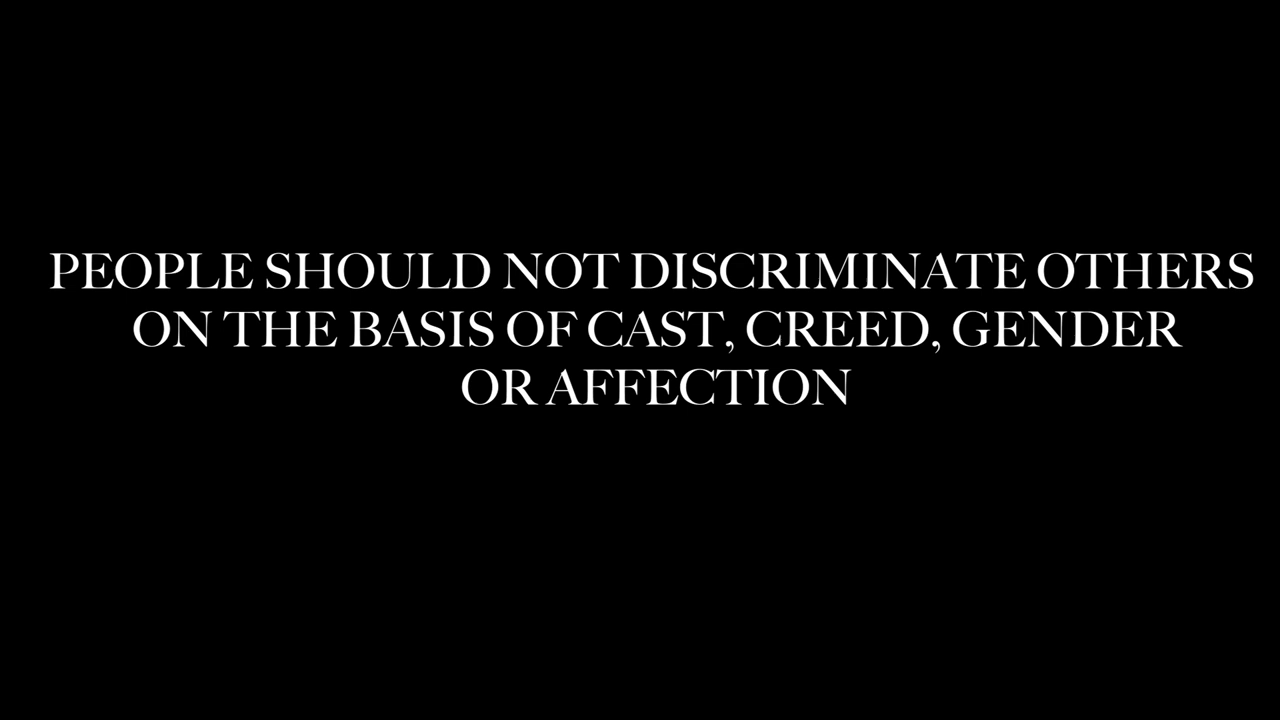 PEOPLE SHOULD NOT DISCRIMINATE OTHERS
ON THE BASIS OF CAST, CREED, GENDER
OR AFFECTION